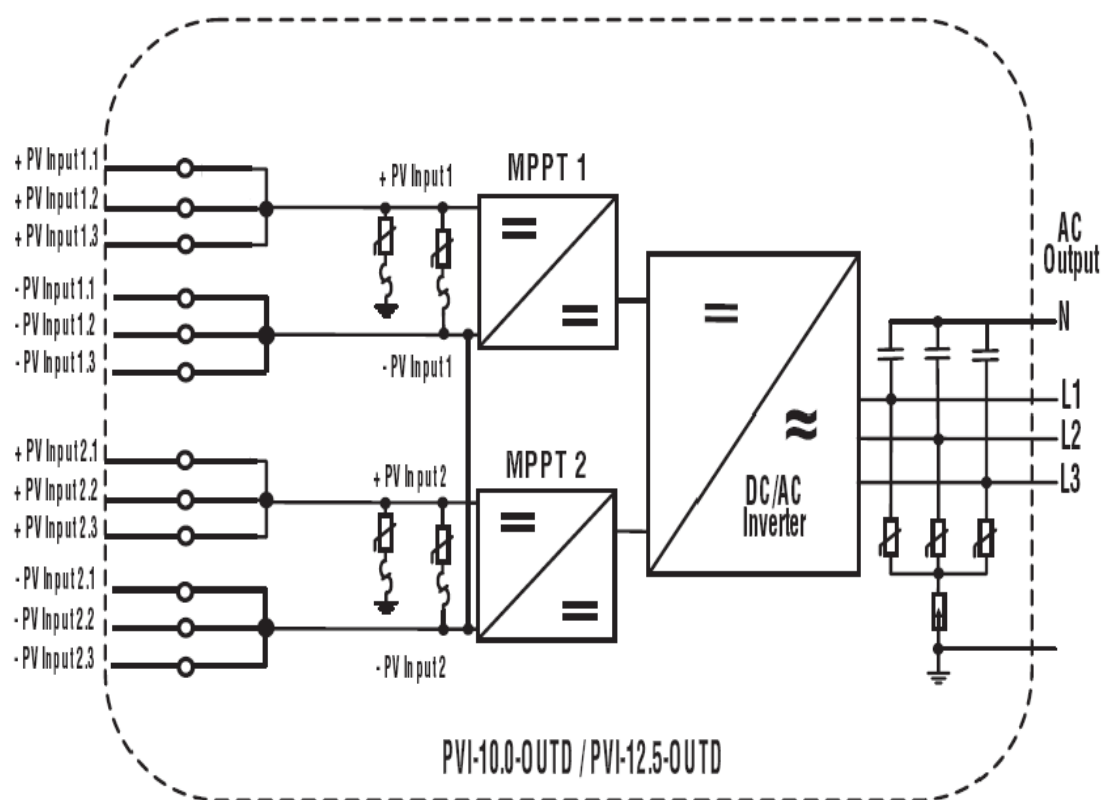 + PV Input 1.1
+ PV Input 1.2
+ PV Input 1.3
- PV Input 1.1
- PV Input 1.2
- PV Input 1.3
+ PV Input 1
MPPT 1
- PV Input 1
+ PV Input 2.1
+ PV Input 2.2
+ PV Input 2.3
- PV Input 2.1
- PV Input 2.2
- PV Input 2.3
+ PV Input 2
MPPT 2
- PV Input 2
DC/AC
Inverter
AC
Output
N
L1
L2
L3
PVI-10.0-OUTD / PVI-12.5-OUTD